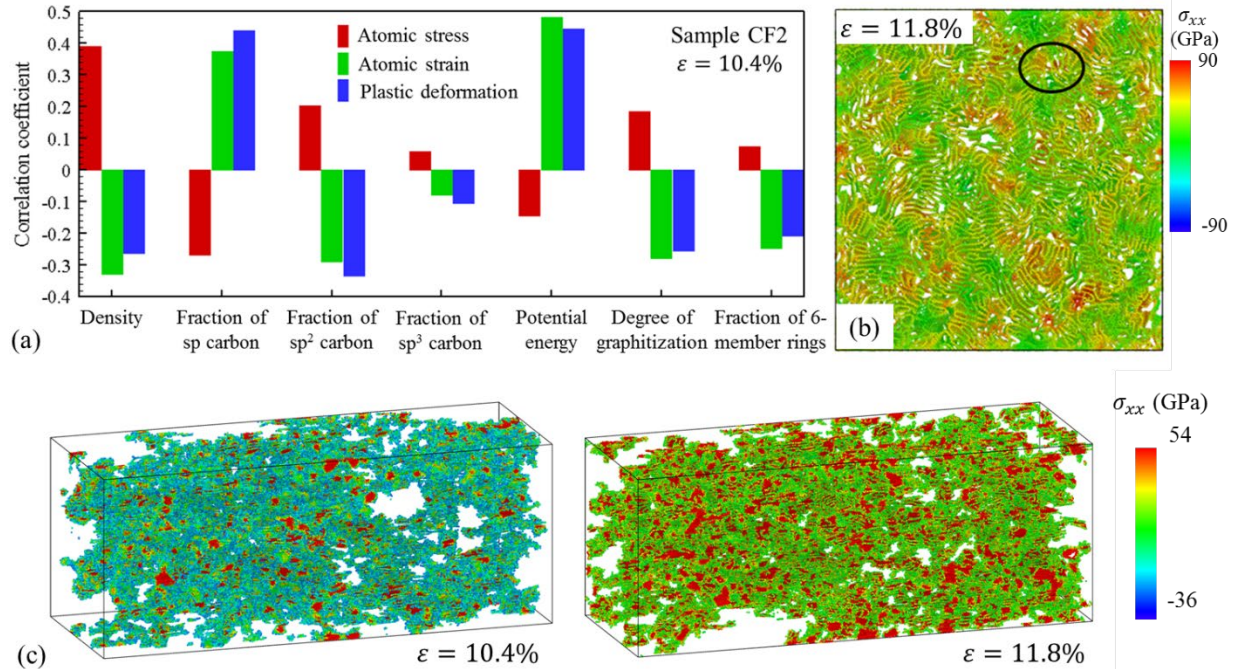 0.5
0.4
0.3
0.2
0.1
0
-0.1
-0.2
-0.3
-0.4
Correlation coefficient
Atomic stress
Atomic strain
Plastic deformation
Sample CF2
ε = 10.4%
Density
Fraction of
sp carbon
Fraction of
sp² carbon
Fraction of
sp³ carbon
Potential
energy
Degree of
graphitization
Fraction of 6-
member rings
(a)
ε = 11.8%
(b)
σxx
(GPa)
90
-90
(c)
ε = 10.4%
ε = 11.8%
σxx (GPa)
54
-36